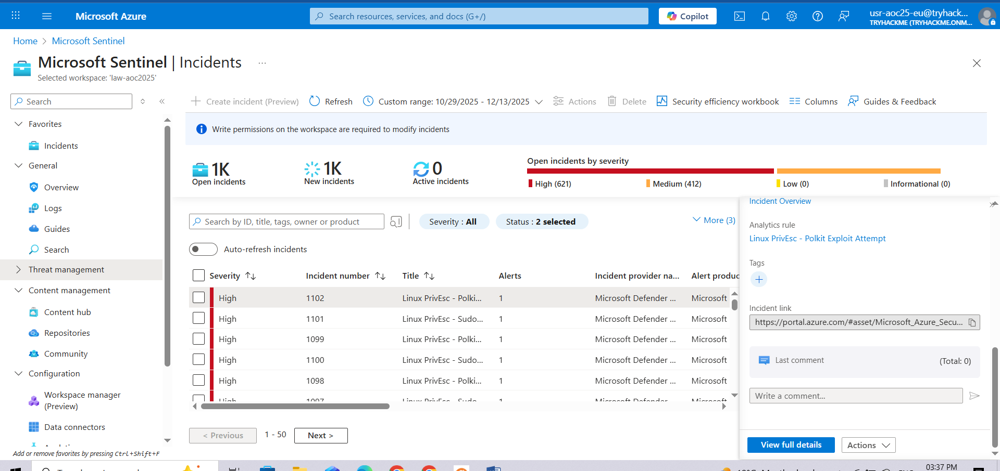 Microsoft Azure
Search resources, services, and docs (G+/)
Copilot
usr-aoc25-eu@tryhack...
TRYHACKME (TRYHACKME.ONM...
Home > Microsoft Sentinel
Microsoft Sentinel | Incidents ...
Selected workspace: 'law-aoc2025'
Search
Favorites
Incidents
General
Overview
Logs
Guides
Search
Threat management
Content management
Content hub
Repositories
Community
Configuration
Workspace manager
(Preview)
Data connectors
Add or remove favorites by pressing Ctrl+Shift+F
Create incident (Preview) Refresh Custom range: 10/29/2025 - 12/13/2025 Actions Delete Security efficiency workbook Columns Guides & Feedback
Write permissions on the workspace are required to modify incidents
1K
Open incidents
1K
New incidents
0
Active incidents
Open incidents by severity
High (621) Medium (412) Low (0) Informational (0)
Search by ID, title, tags, owner or product
Severity : All
Status : 2 selected
More (3)
Auto-refresh incidents
Severity Incident number Title Alerts Incident provider na... Alert produc
High 1102 Linux PrivEsc - Polki... 1 Microsoft Defender ... Microsoft
High 1101 Linux PrivEsc - Sudo... 1 Microsoft Defender ... Microsoft
High 1099 Linux PrivEsc - Polki... 1 Microsoft Defender ... Microsoft
High 1100 Linux PrivEsc - Sudo... 1 Microsoft Defender ... Microsoft
High 1098 Linux PrivEsc - Polki... 1 Microsoft Defender ... Microsoft
High 1097 Linux PrivEsc - Sudo... 1 Microsoft Defender ... Microsoft
< Previous 1 - 50 Next >
Incident Overview
Analytics rule
Linux PrivEsc - Polkit Exploit Attempt
Tags
Incident link
https://portal.azure.com/#asset/Microsoft_Azure_Secu...
Last comment (Total: 0)
Write a comment...
View full details
Actions
03:37 PM